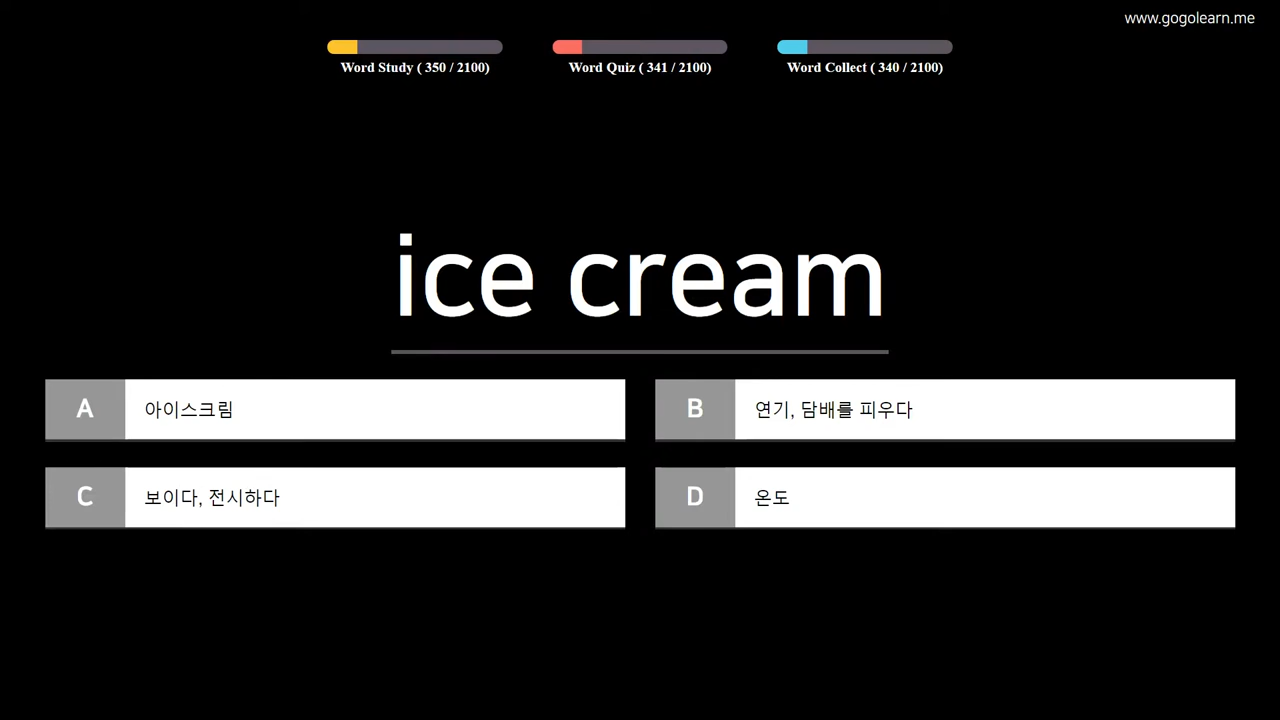 www.gogolearn.me
Word Study ( 350 / 2100)
Word Quiz ( 341 / 2100)
Word Collect ( 340 / 2100)
ice cream
A 아이스크림
B 연기, 담배를 피우다
C 보이다, 전시하다
D 온도